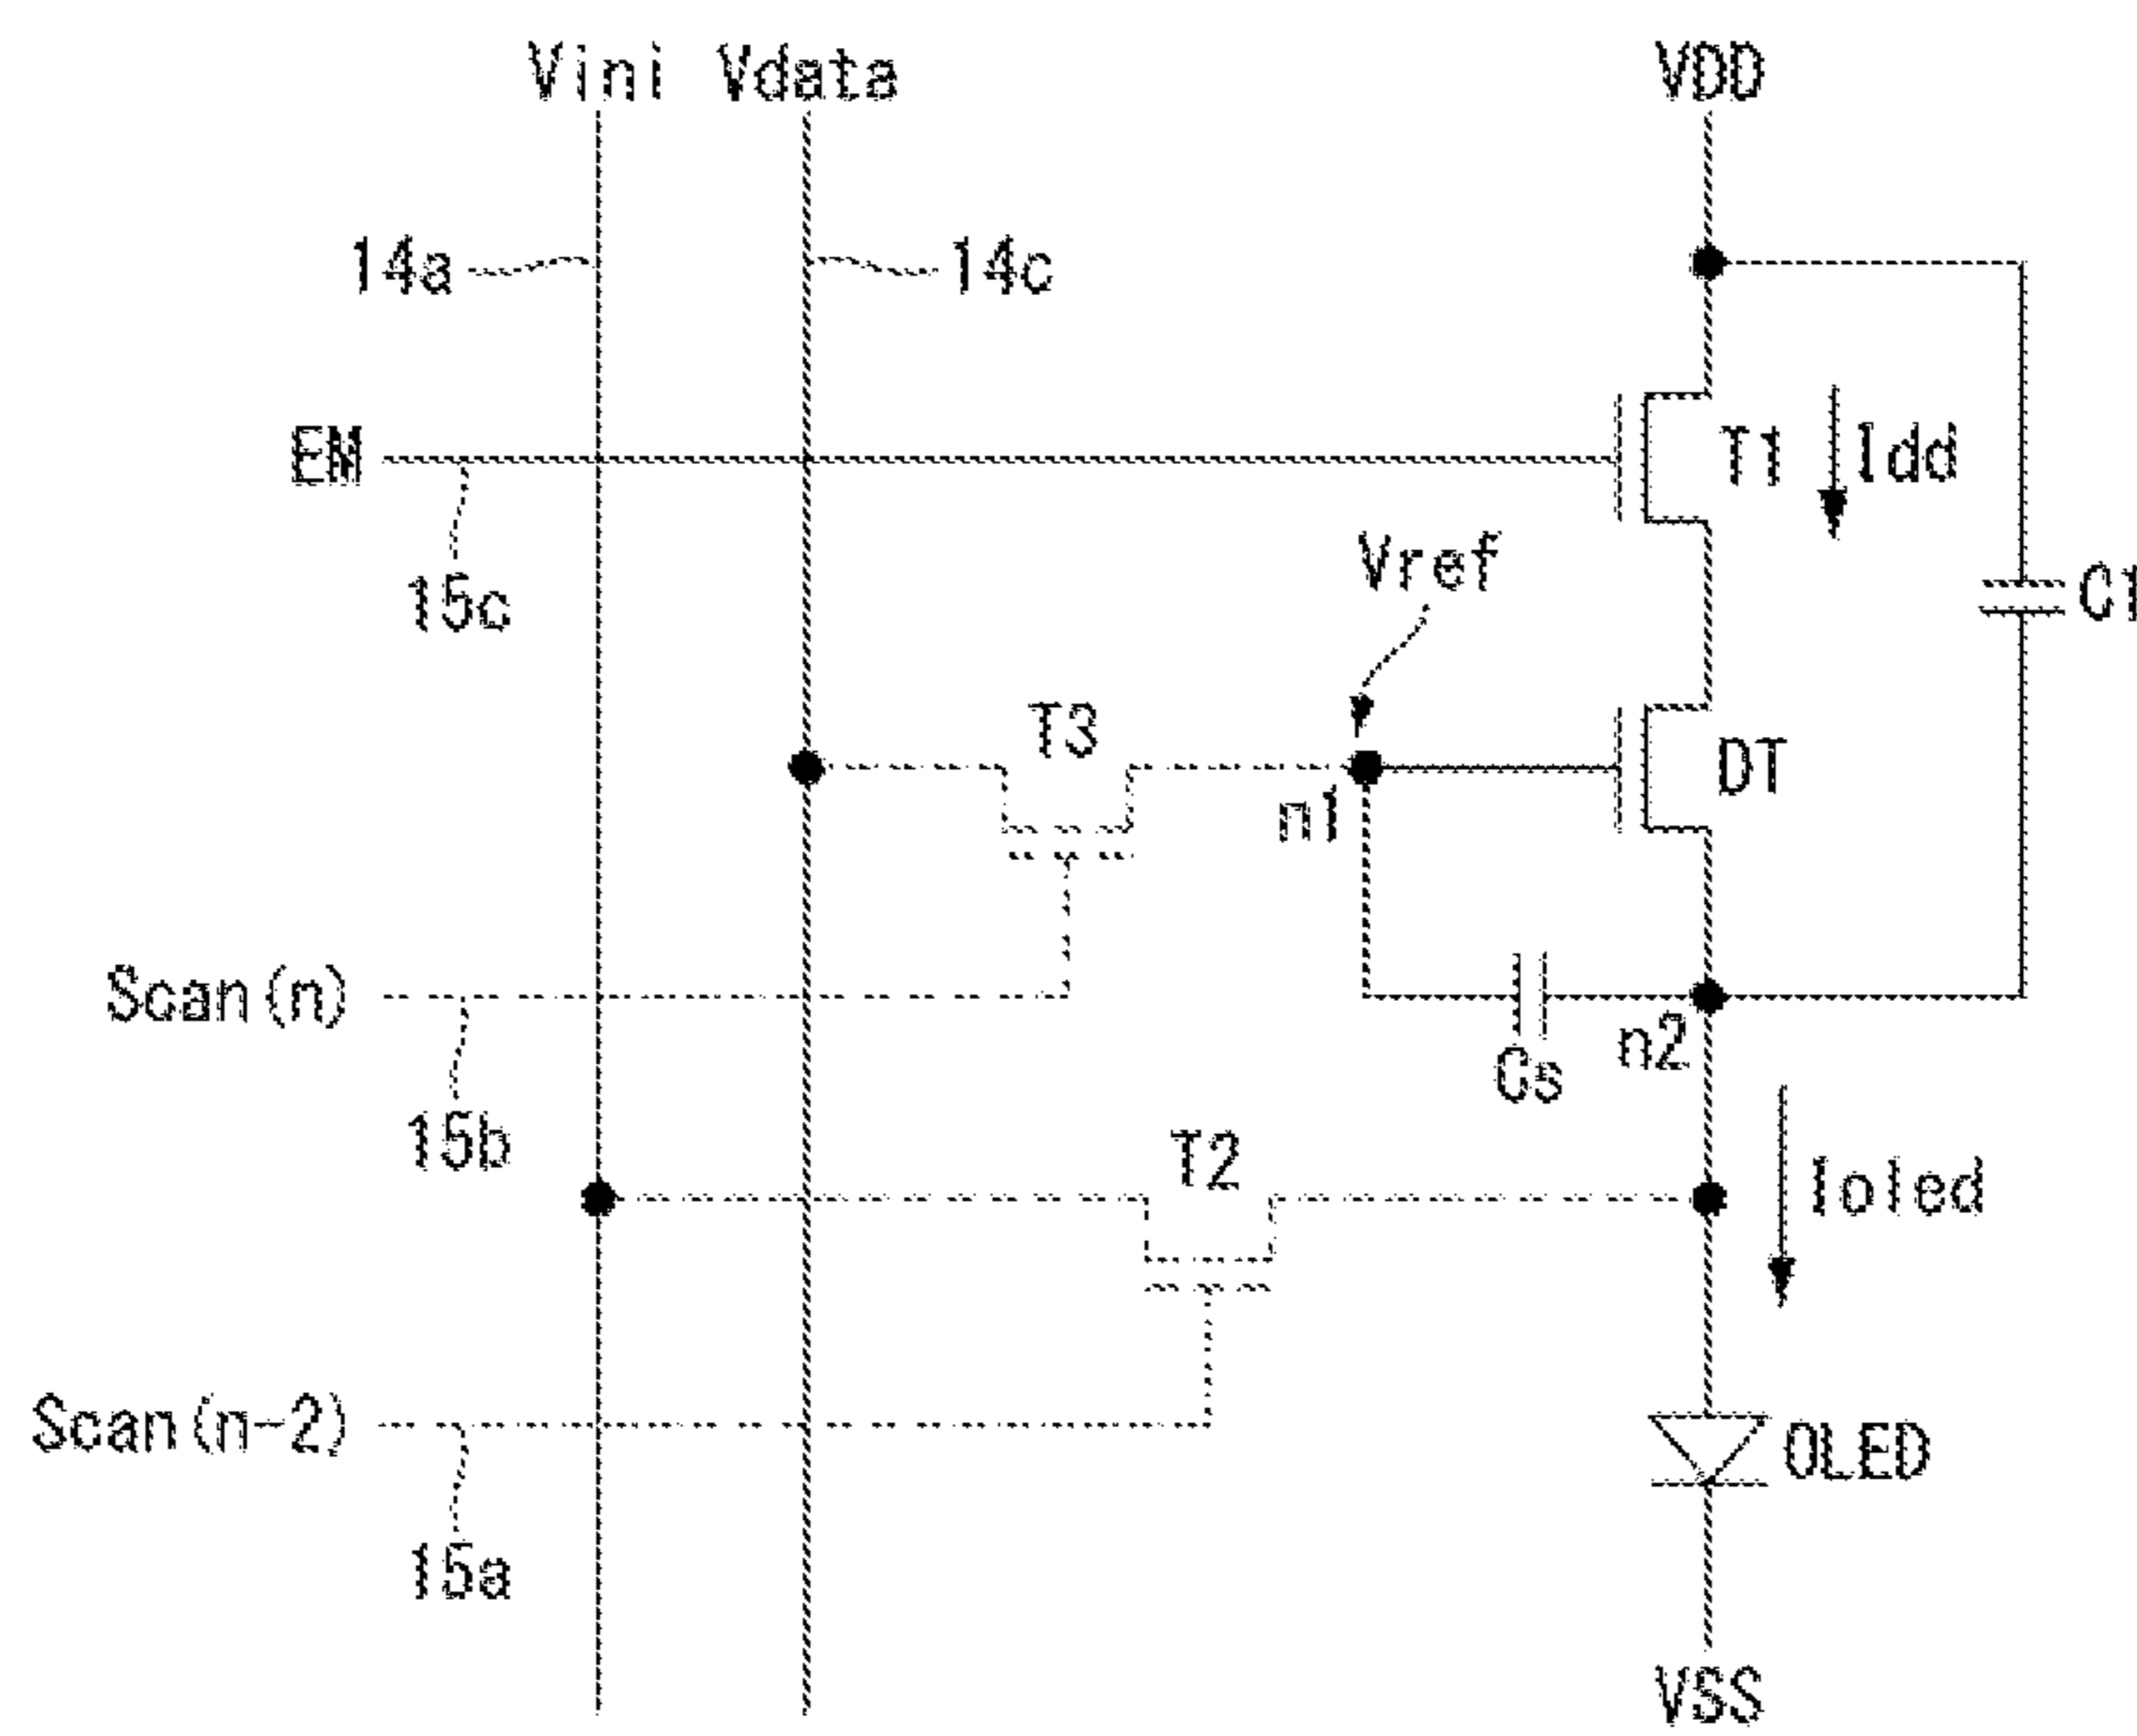 Vini Vdata VDD
14a 14c
EM T1 Idd
15c Vref C1
T3 DT
n1
Scan(n) n2
Cs
15b T2 Ioled
Scan(n-2) OLED
15a
VSS